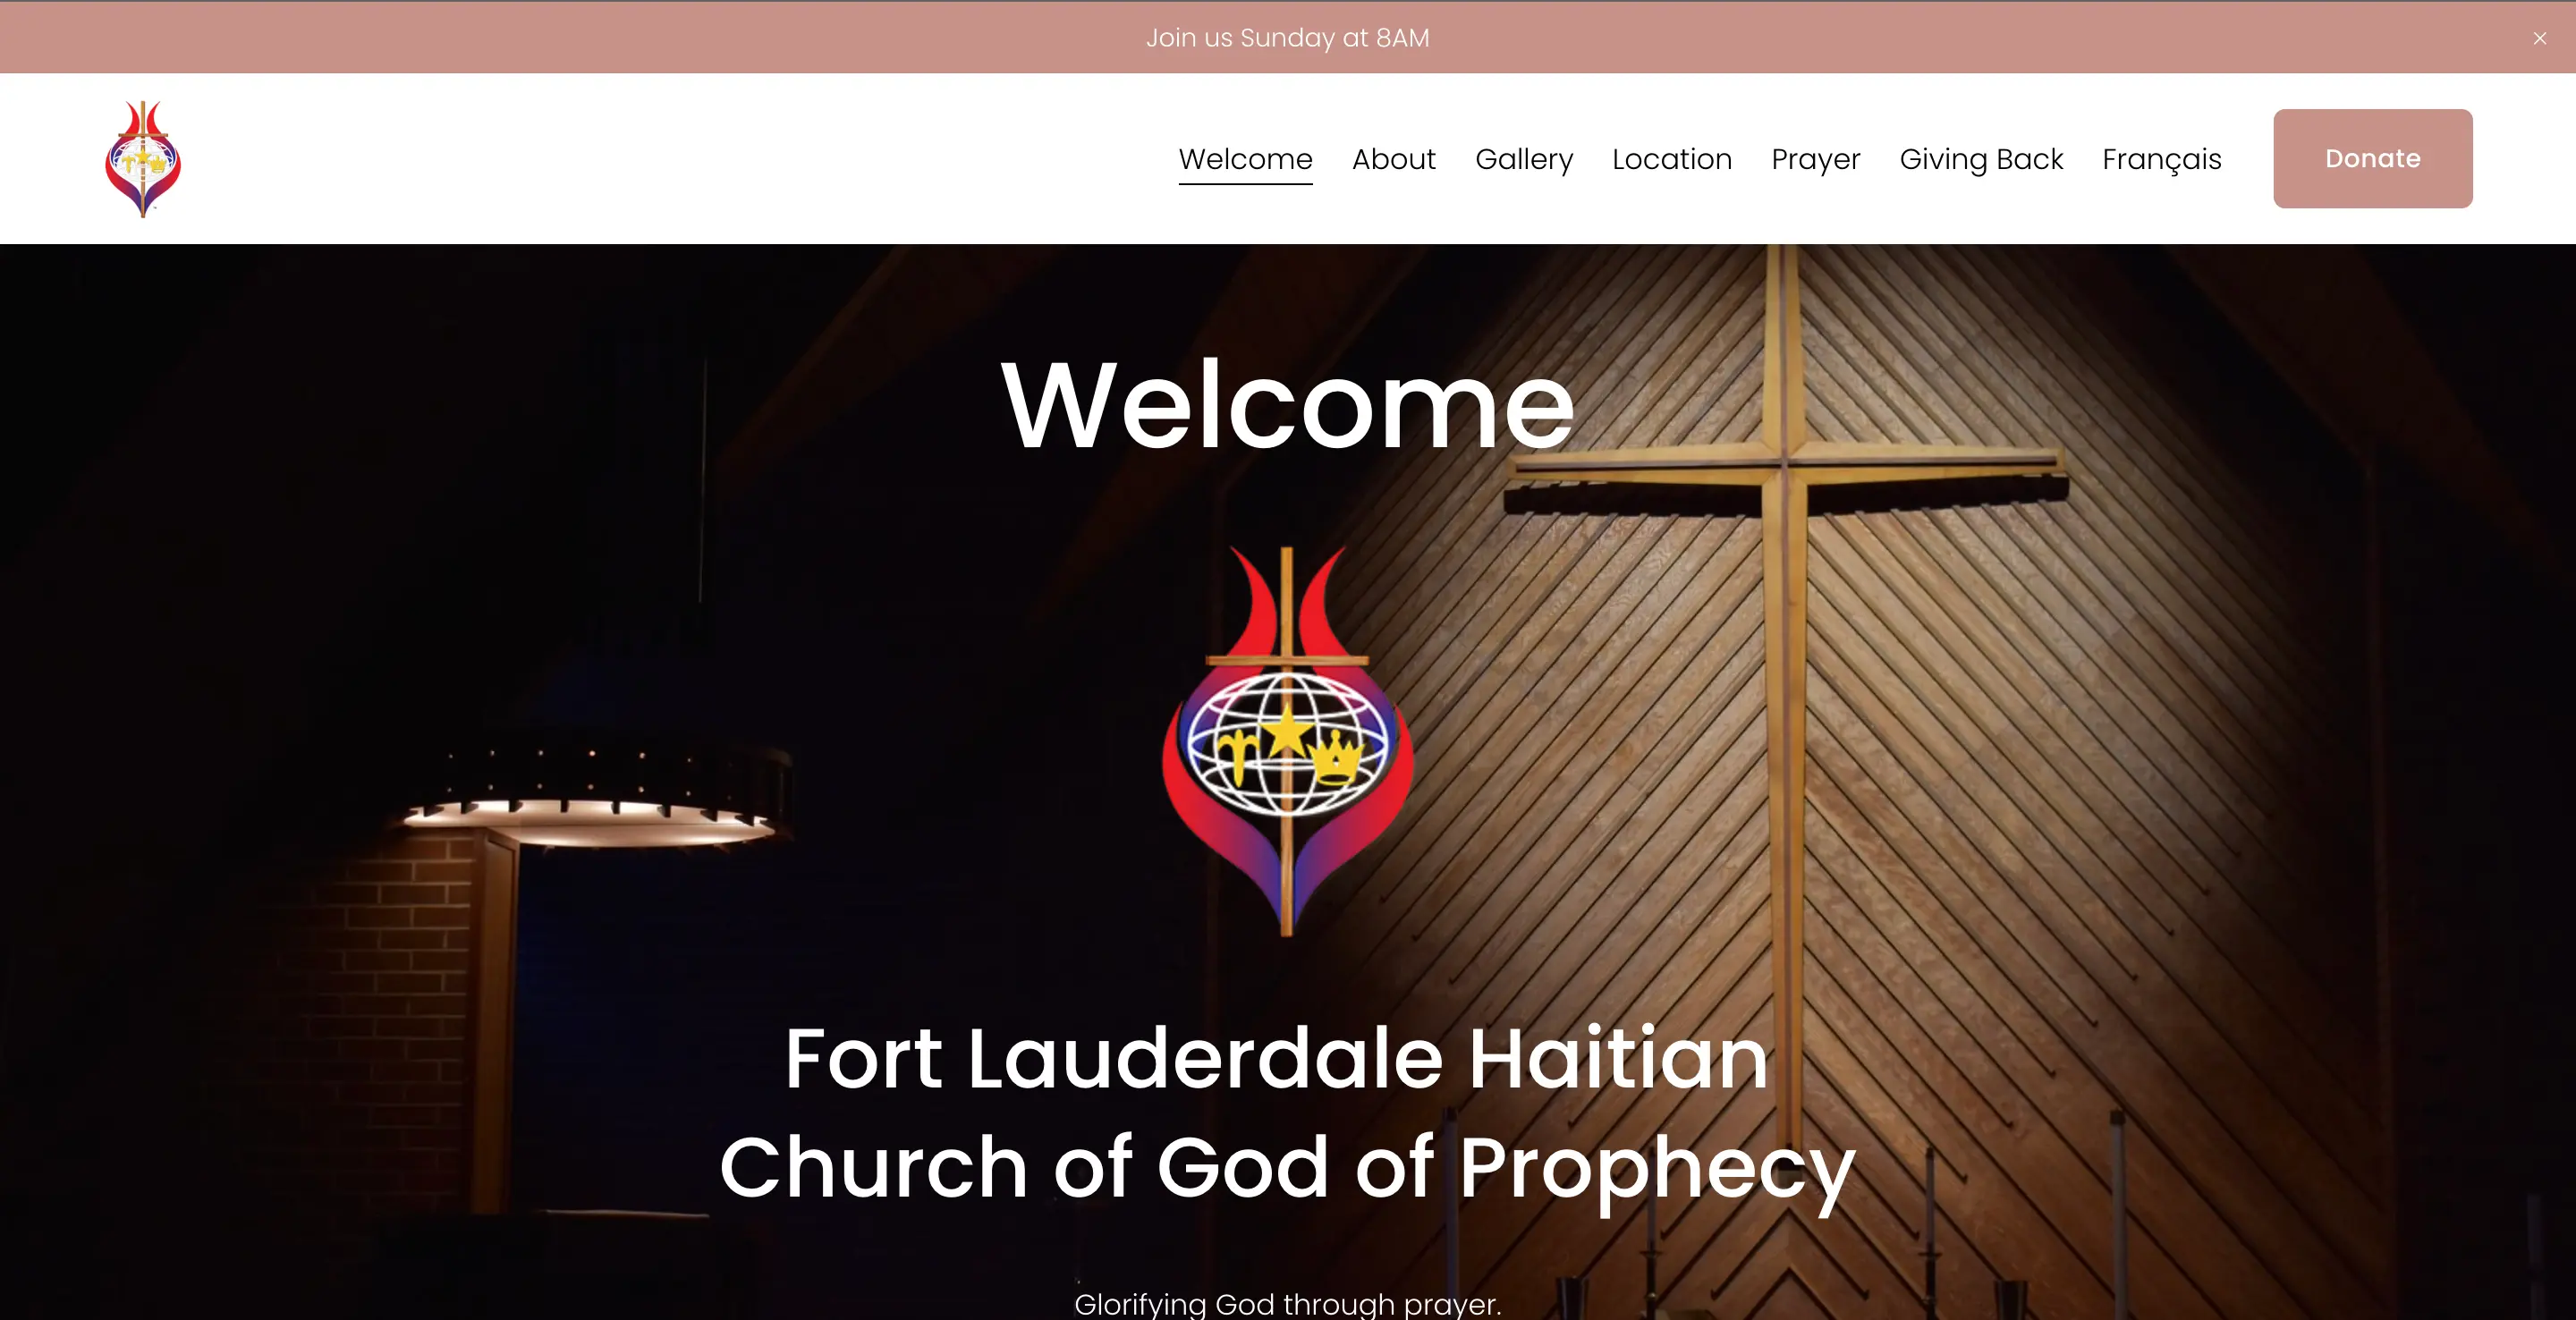 Join us Sunday at 8AM
Welcome
About
Gallery
Location
Prayer
Giving Back
Français
Donate
Welcome
Fort Lauderdale Haitian
Church of God of Prophecy
Glorifying God through prayer.